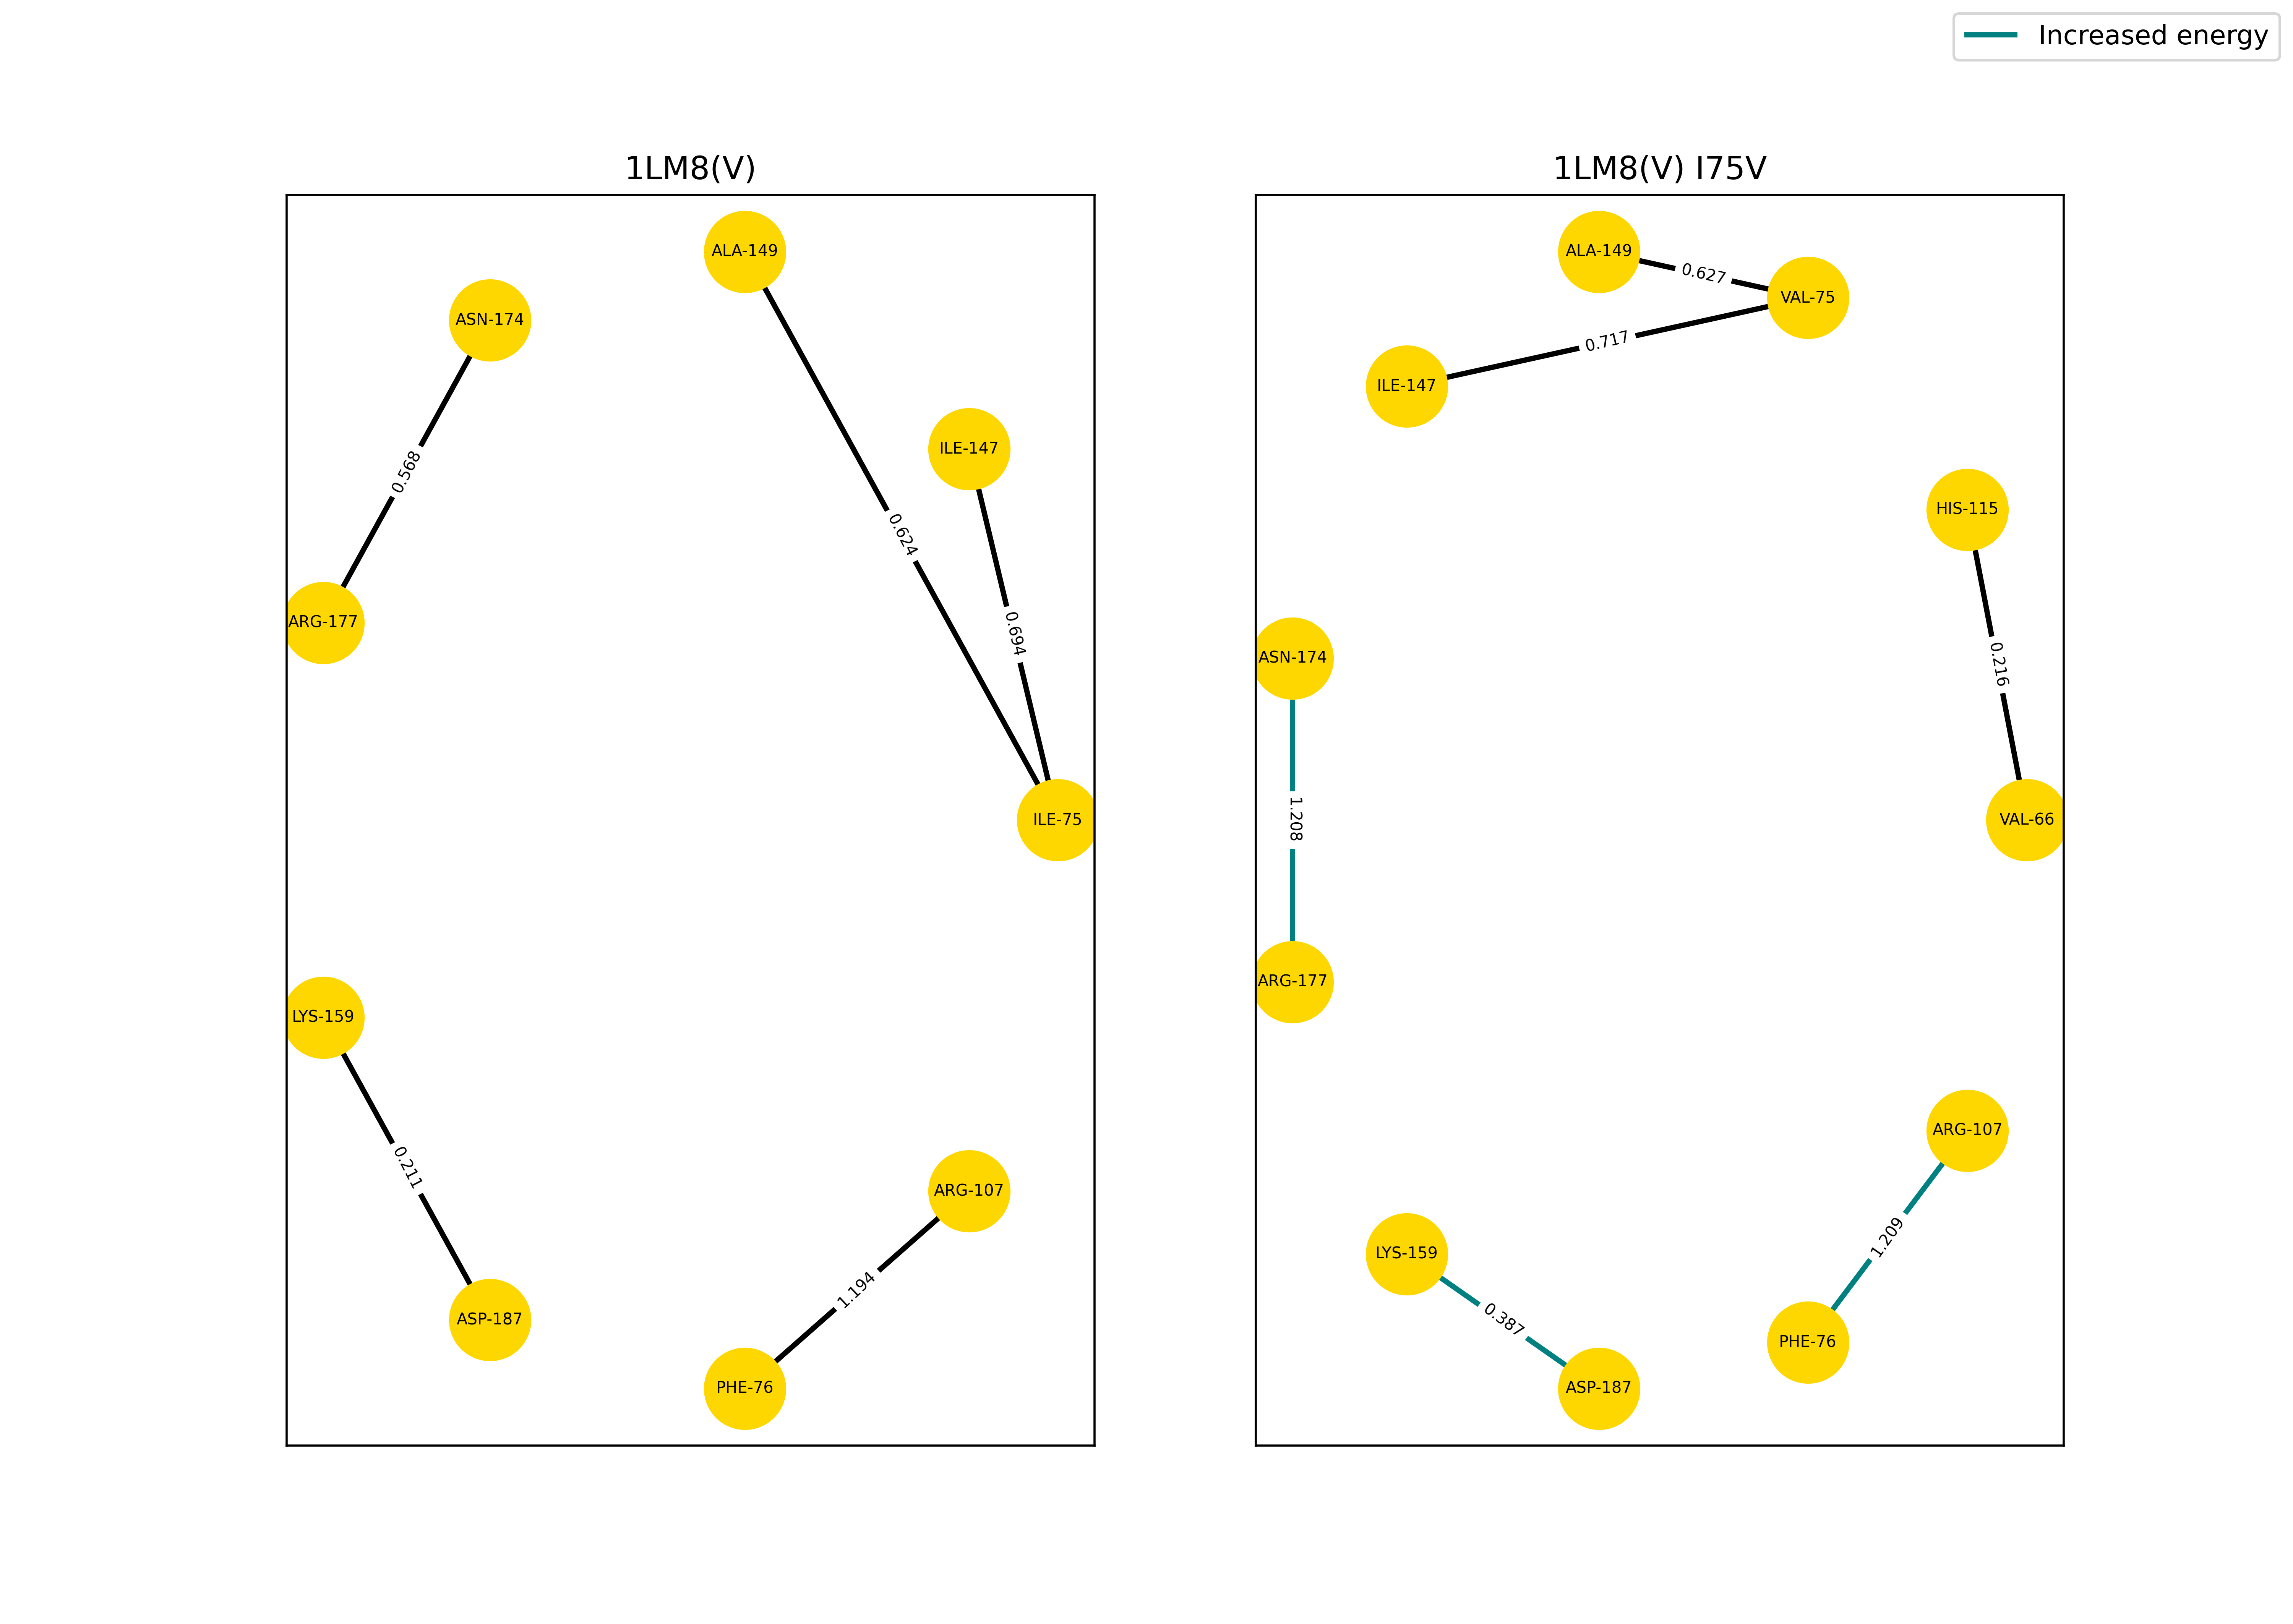 Increased energy
1LM8(V)
ALA-149
ASN-174
ILE-147
0.568
0.624
ARG-177
0.694
ILE-75
LYS-159
0.211
ARG-107
1.194
ASP-187
PHE-76
1LM8(V) I75V
ALA-149
0.627
VAL-75
0.717
ILE-147
HIS-115
ASN-174
0.216
1.208
VAL-66
ARG-177
ARG-107
1.209
LYS-159
0.387
PHE-76
ASP-187